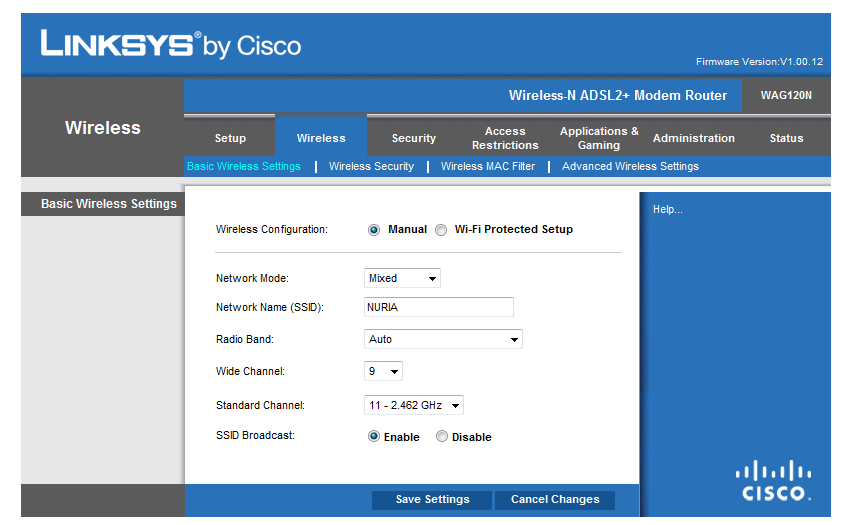 LINKSYS® by Cisco
Firmware Version:V1.00.12
Wireless-N ADSL2+ Modem Router WAG120N
Wireless
Setup Wireless Security Access Restrictions Applications & Gaming Administration Status
Basic Wireless Settings | Wireless Security | Wireless MAC Filter | Advanced Wireless Settings
Basic Wireless Settings
Help...
Wireless Configuration: Manual Wi-Fi Protected Setup
Network Mode: Mixed
Network Name (SSID): NURIA
Radio Band: Auto
Wide Channel: 9
Standard Channel: 11 - 2.462 GHz
SSID Broadcast: Enable Disable
Save Settings Cancel Changes
CISCO.